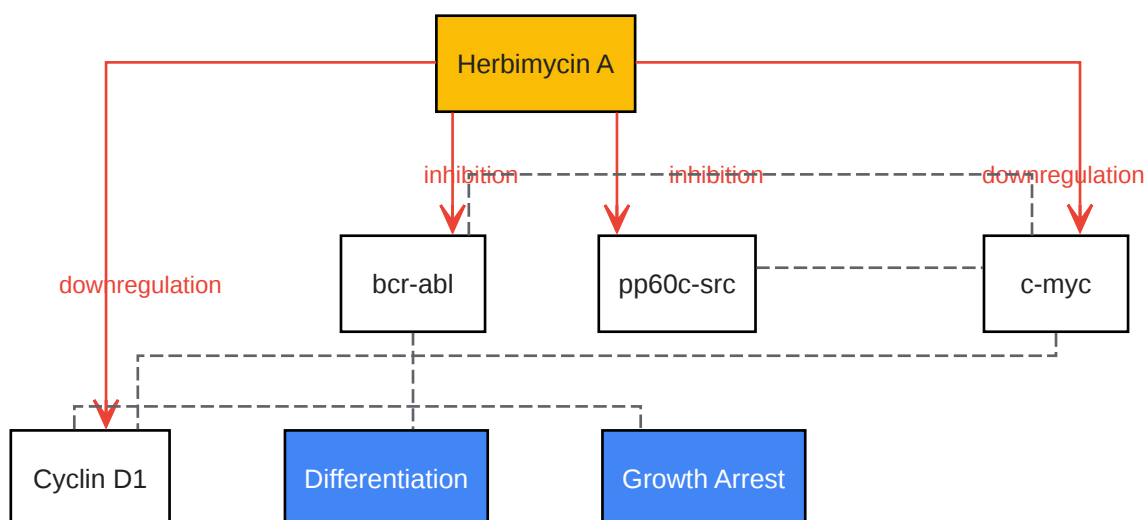 Herbimycin A
inhibition
inhibition
downregulation
bcr-abl
pp60c-src
c-myc
downregulation
Cyclin D1
Differentiation
Growth Arrest